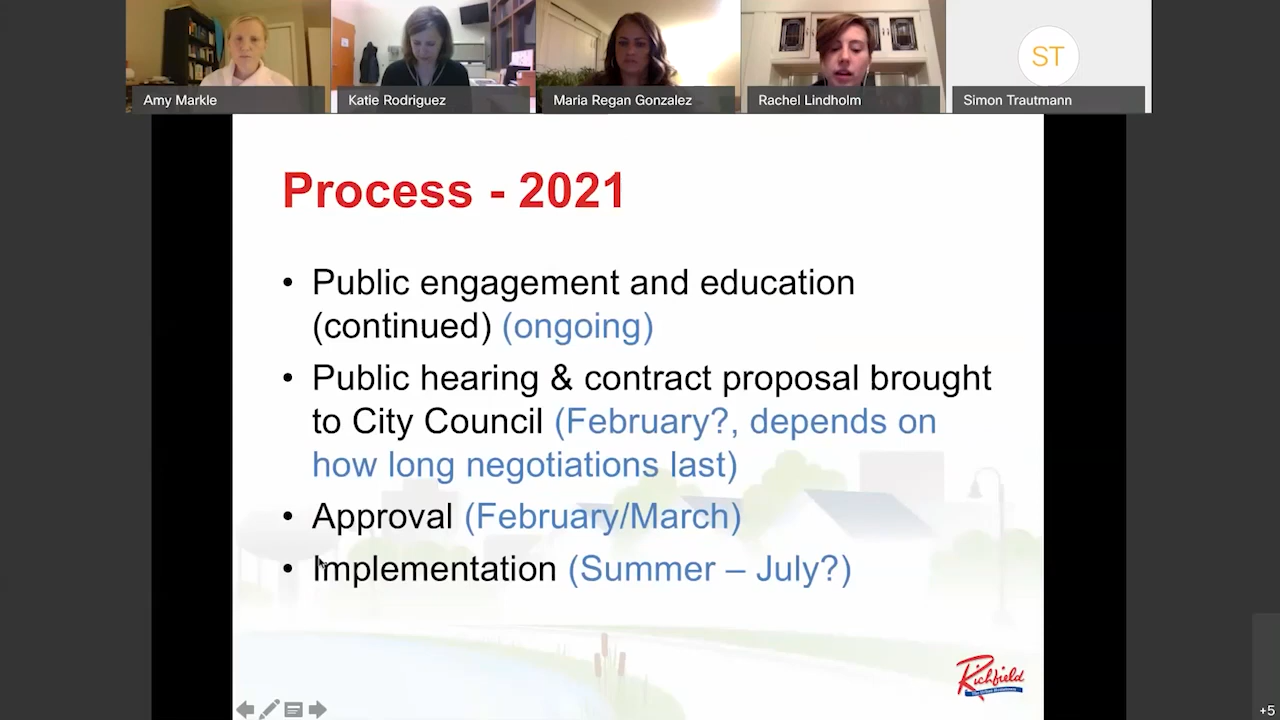 Amy Markle
Katie Rodriguez
Maria Regan Gonzalez
Rachel Lindholm
ST
Simon Trautmann
Process - 2021
• Public engagement and education
(continued) (ongoing)
• Public hearing & contract proposal brought
to City Council (February?, depends on
how long negotiations last)
• Approval (February/March)
• Implementation (Summer – July?)
Richfield
+5